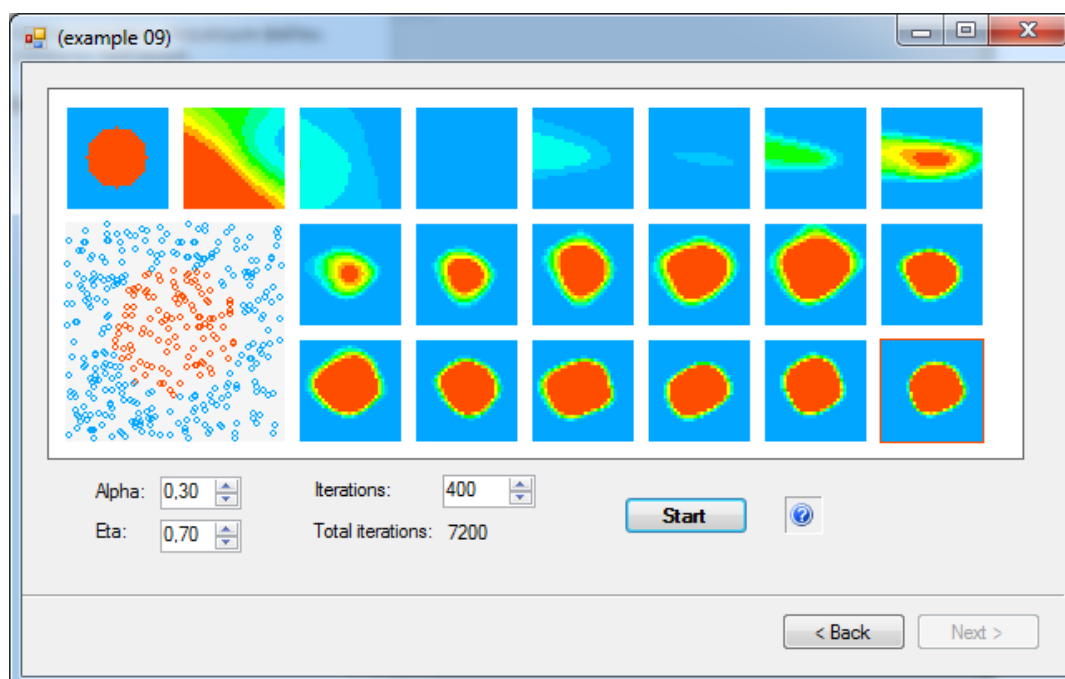 (example 09)
Alpha: 0,30
Iterations: 400
Eta: 0,70
Total iterations: 7200
Start
< Back
Next >